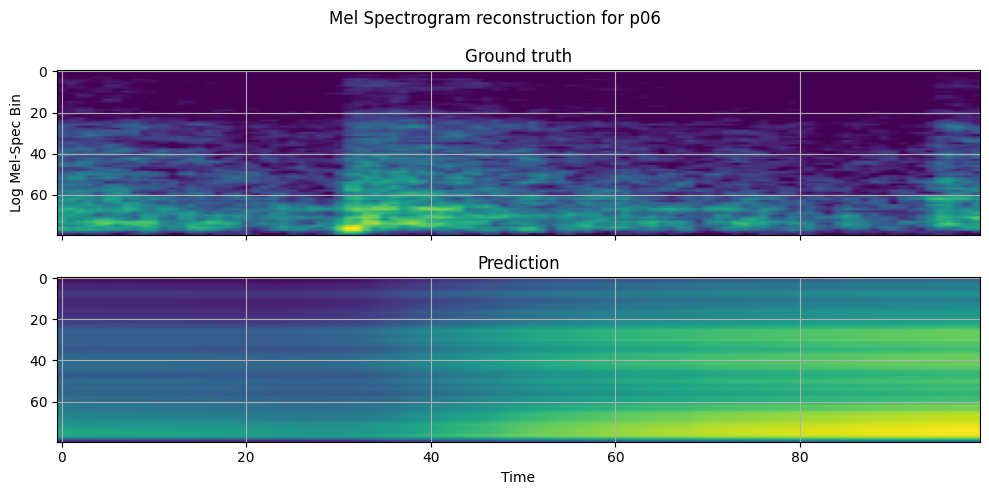 Mel Spectrogram reconstruction for p06
Ground truth
Log Mel-Spec Bin
0
20
40
60
Prediction
0
20
40
60
0 20 40 60 80
Time